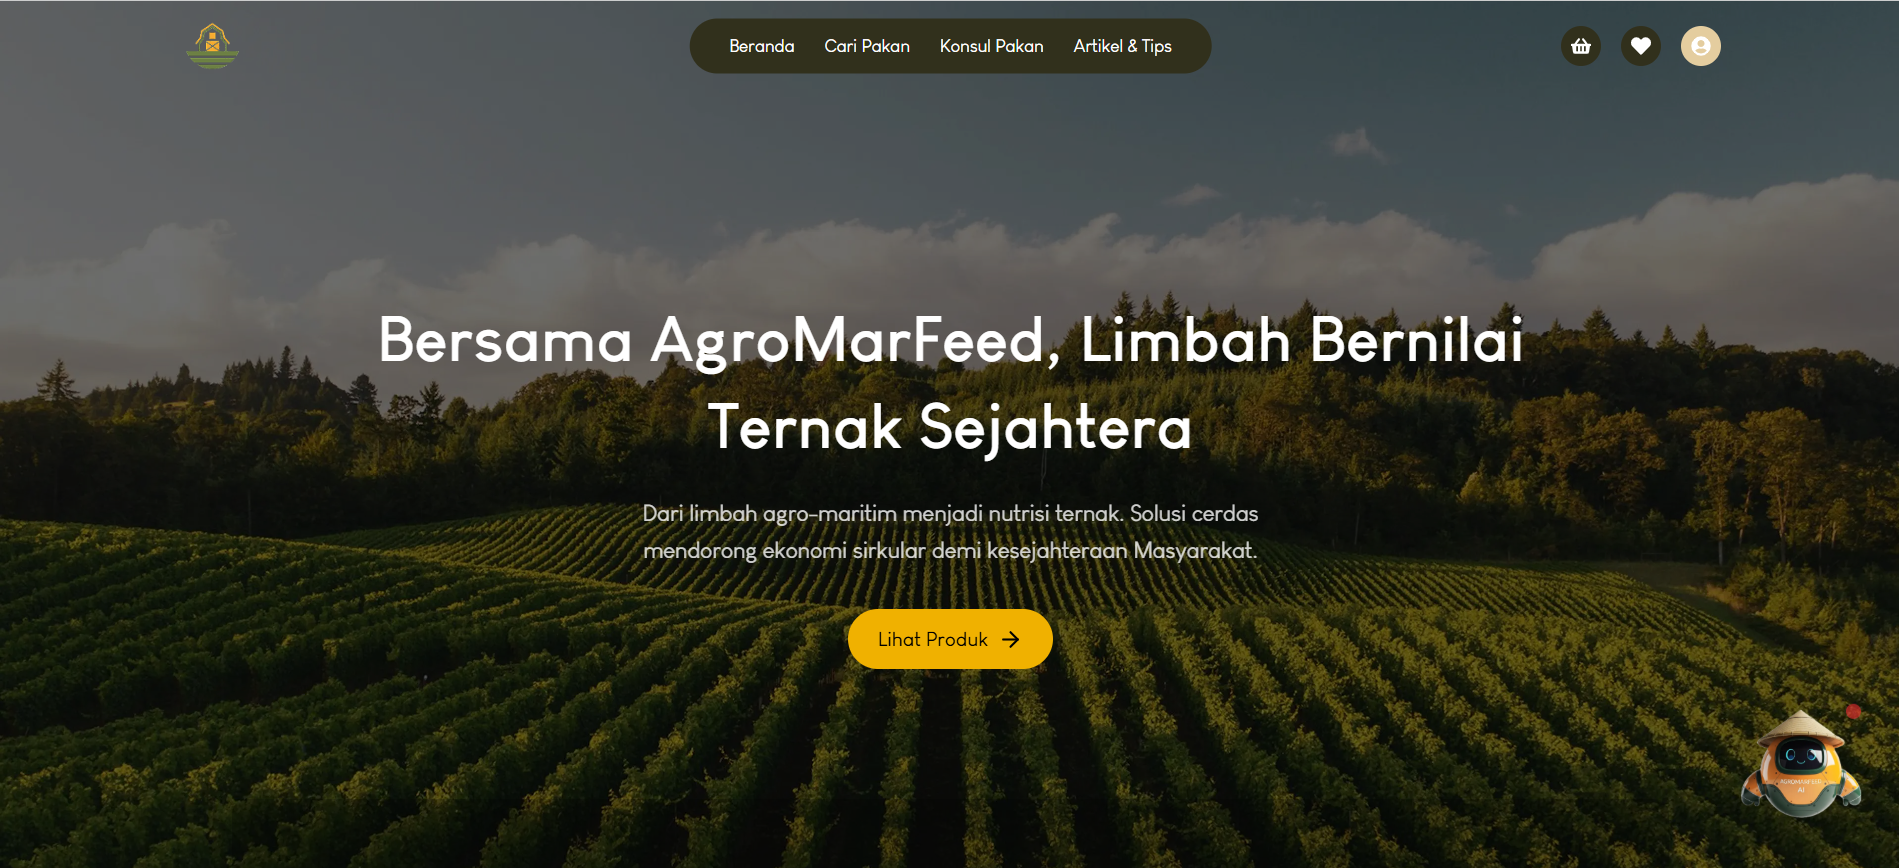 Beranda
Cari Pakan
Konsul Pakan
Artikel & Tips
Bersama AgroMarFeed, Limbah Bernilai
Ternak Sejahtera
Dari limbah agro-maritim menjadi nutrisi ternak. Solusi cerdas
mendorong ekonomi sirkular demi kesejahteraan Masyarakat.
Lihat Produk
AGROMARFEED
AI